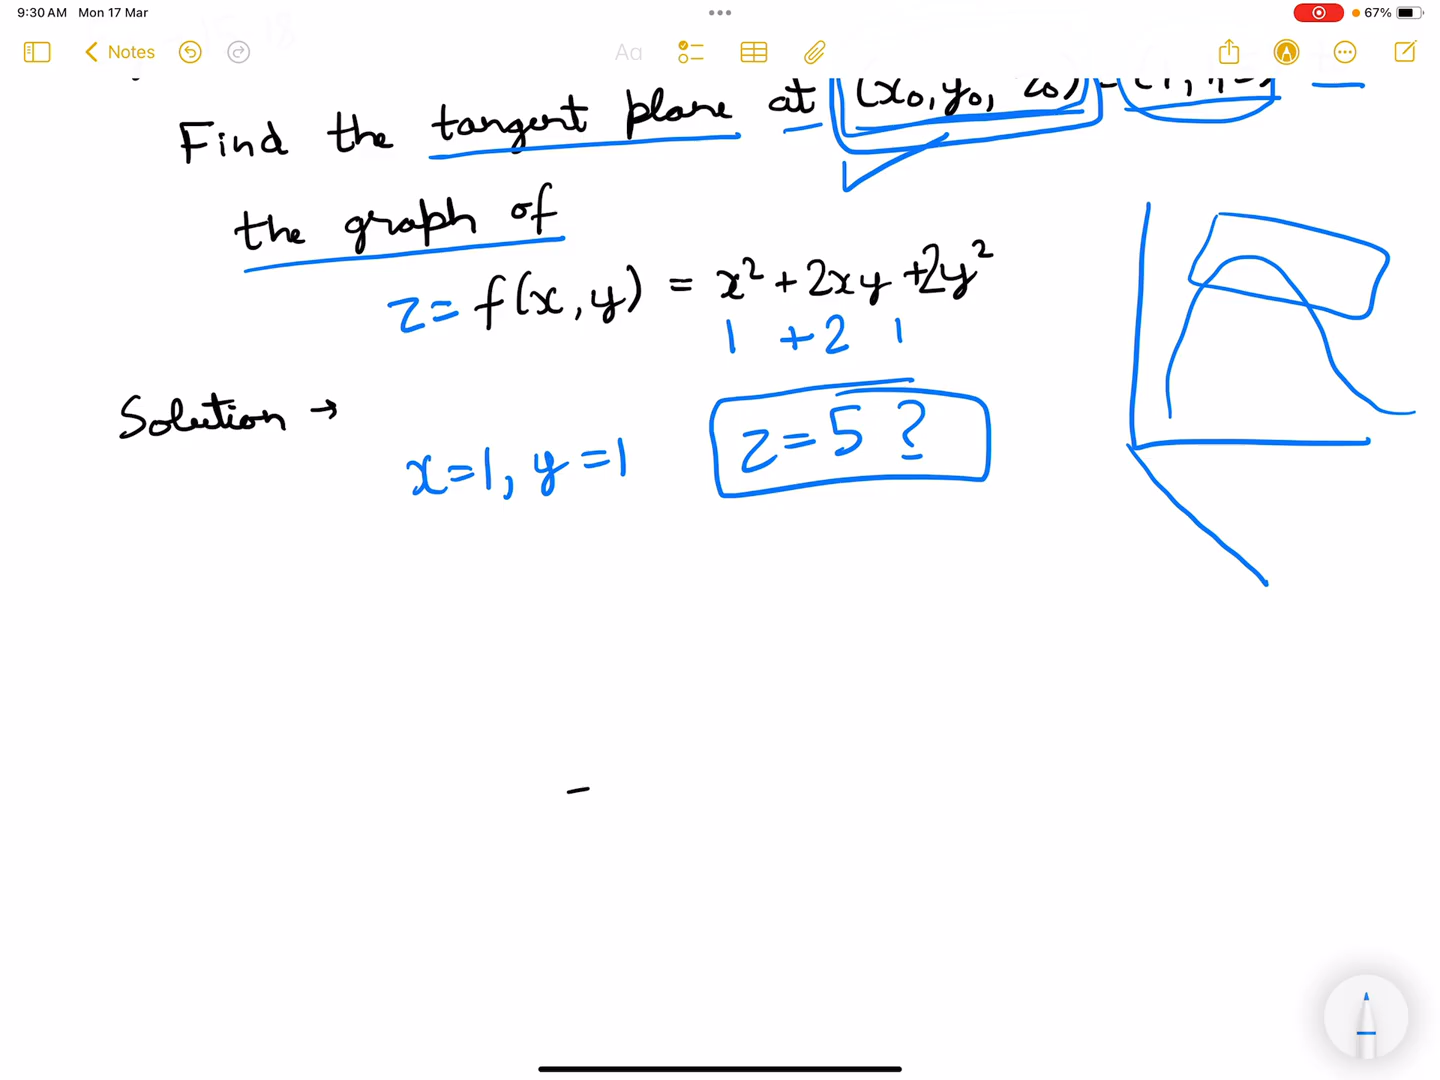 9:30 AM Mon 17 Mar
67%
Notes
Aa
Find the tangent plane at (x₀, y₀, z₀) =
the graph of
z = f(x, y) = x² + 2xy + 2y²
1 + 2 1
Solution →
x = 1, y = 1
z = 5 ?